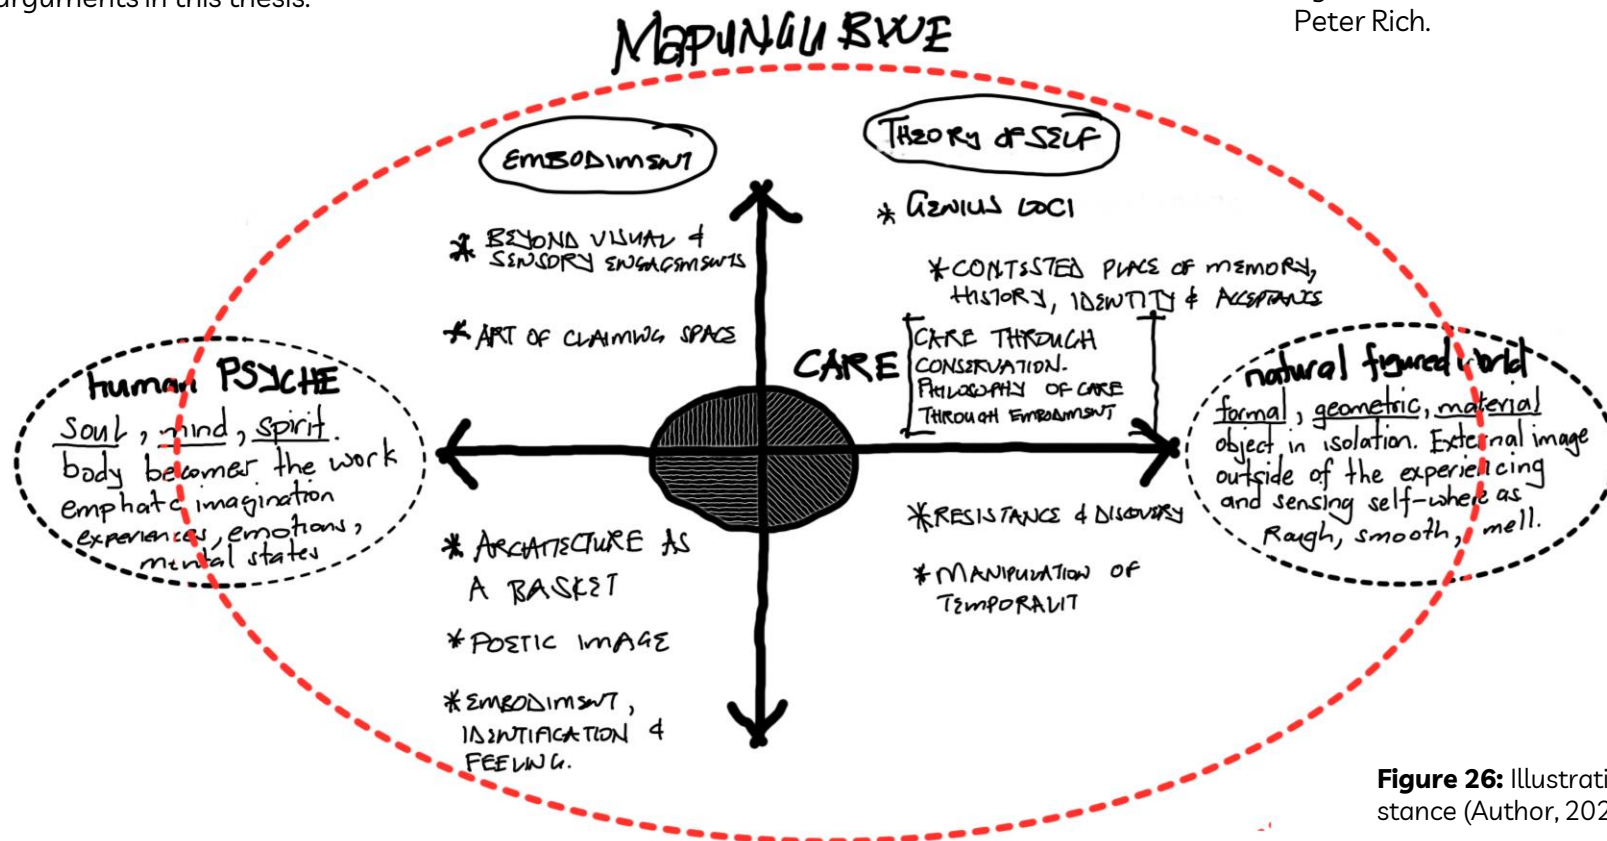 arguments in this thesis.
Peter Rich.
MAPUNGUBWE
EMBODIMENT
THEORY OF SELF
* GENIUS LOCI
* BEYOND VISUAL &
SENSORY ENGAGEMENTS
* CONTESTED PLACE OF MEMORY,
HISTORY, IDENTITY & ACCEPTANCE
* ART OF CLAIMING SPACE
CARE
CARE THROUGH
CONSERVATION.
PHILOSOPHY OF CARE
THROUGH EMBODIMENT
human PSYCHE
soul, mind, spirit.
body becomes the work
emphatic imagination
experiences, emotions,
mental states
natural figured world
formal, geometric, material
object in isolation. External image
outside of the experiencing
and sensing self-where as
Rough, smooth, mell.
* ARCHITECTURE AS
A BASKET
* POETIC IMAGE
* EMBODIMENT,
IDENTIFICATION &
FEELING.
* RESISTANCE & DISCOVERY
* MANIPULATION OF
TEMPORALIT
Figure 26: Illustrati
stance (Author, 202